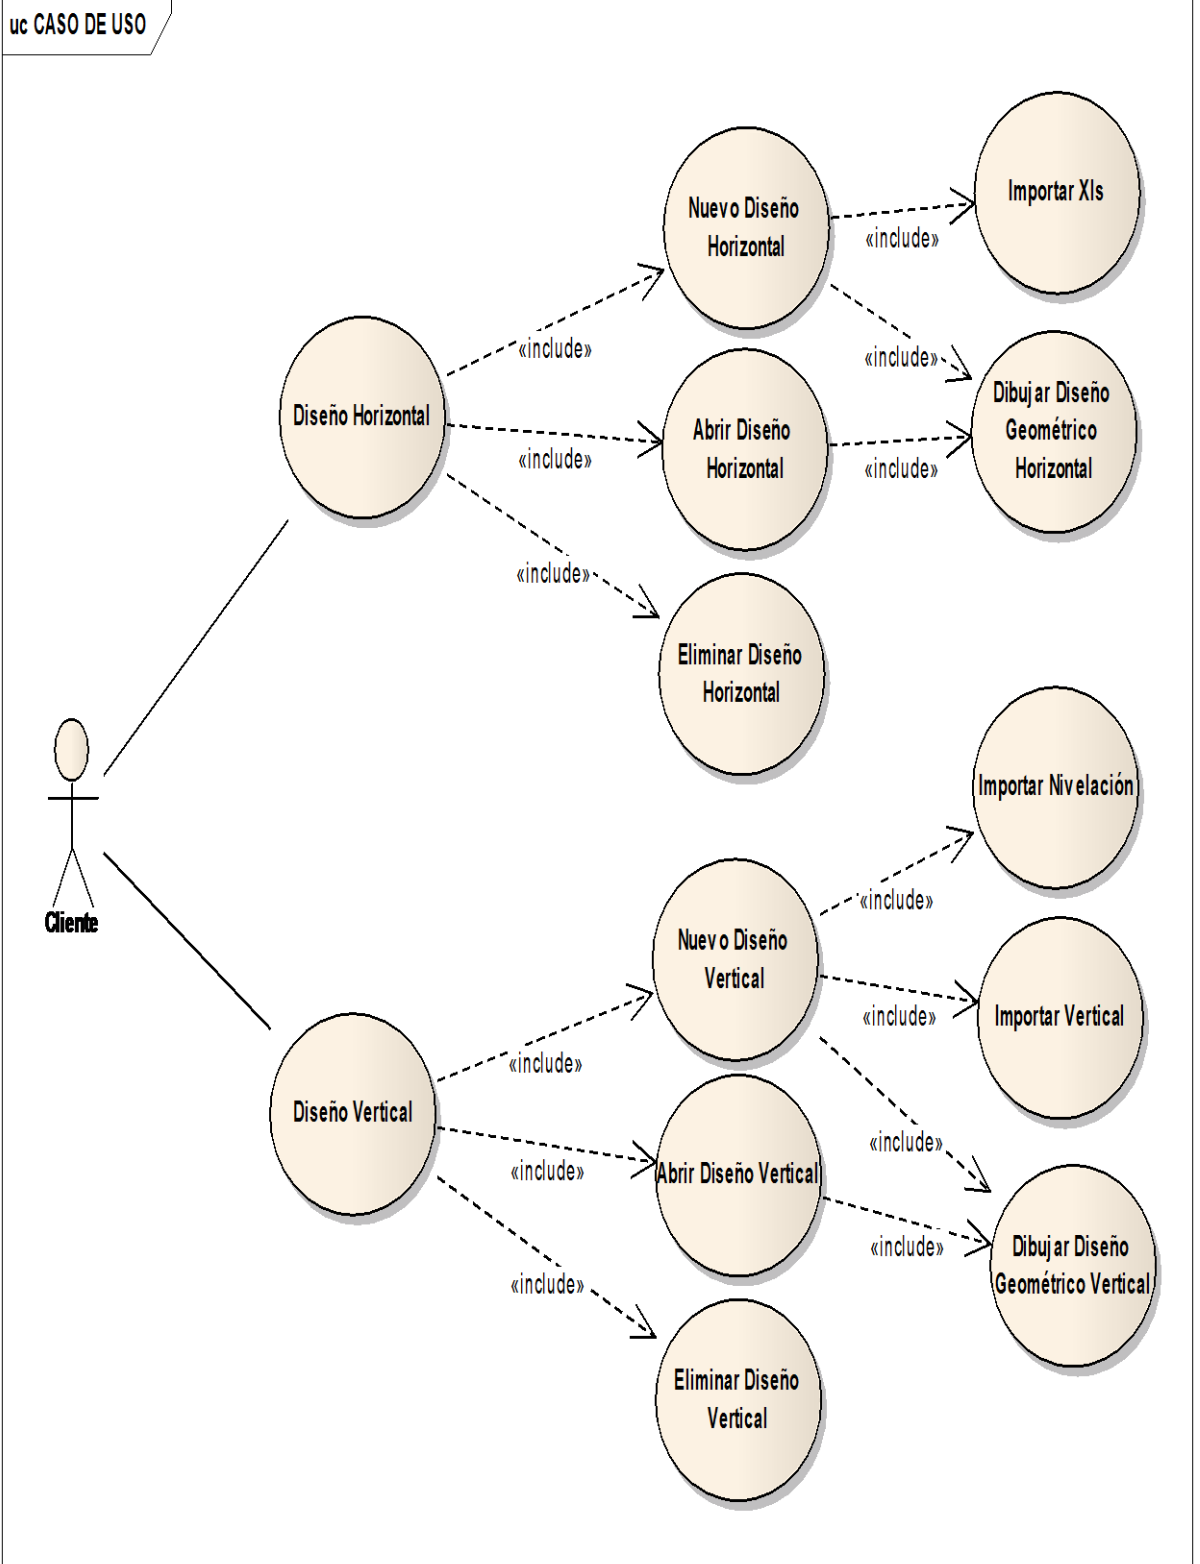 uc CASO DE USO
Nuevo Diseño
Horizontal
Importar Xls
«include»
«include»
«include»
Diseño Horizontal
Abrir Diseño
Horizontal
Dibujar Diseño
Geométrico
Horizontal
«include»
«include»
«include»
Eliminar Diseño
Horizontal
Cliente
Importar Nivelación
«include»
Nuevo Diseño
Vertical
Importar Vertical
«include»
«include»
Diseño Vertical
«include»
Abrir Diseño Vertical
«include»
Dibujar Diseño
Geométrico Vertical
«include»
«include»
Eliminar Diseño
Vertical